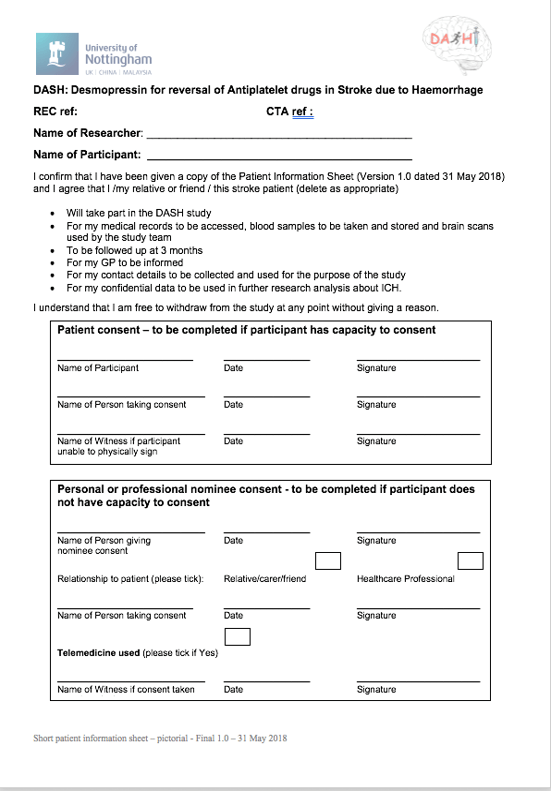 University of
Nottingham
UK | CHINA | MALAYSIA
DASH
DASH: Desmopressin for reversal of Antiplatelet drugs in Stroke due to Haemorrhage
REC ref: CTA ref :
Name of Researcher: ___
Name of Participant: ___
I confirm that I have been given a copy of the Patient Information Sheet (Version 1.0 dated 31 May 2018)
and I agree that I /my relative or friend / this stroke patient (delete as appropriate)
• Will take part in the DASH study
• For my medical records to be accessed, blood samples to be taken and stored and brain scans
used by the study team
• To be followed up at 3 months
• For my GP to be informed
• For my contact details to be collected and used for the purpose of the study
• For my confidential data to be used in further research analysis about ICH.
I understand that I am free to withdraw from the study at any point without giving a reason.
Patient consent – to be completed if participant has capacity to consent
Name of Participant Date Signature
Name of Person taking consent Date Signature
Name of Witness if participant Date Signature
unable to physically sign
Personal or professional nominee consent - to be completed if participant does
not have capacity to consent
Name of Person giving Date Signature
nominee consent
Relationship to patient (please tick): Relative/carer/friend Healthcare Professional
Name of Person taking consent Date Signature
Telemedicine used (please tick if Yes)
Name of Witness if consent taken Date Signature
Short patient information sheet – pictorial - Final 1.0 – 31 May 2018